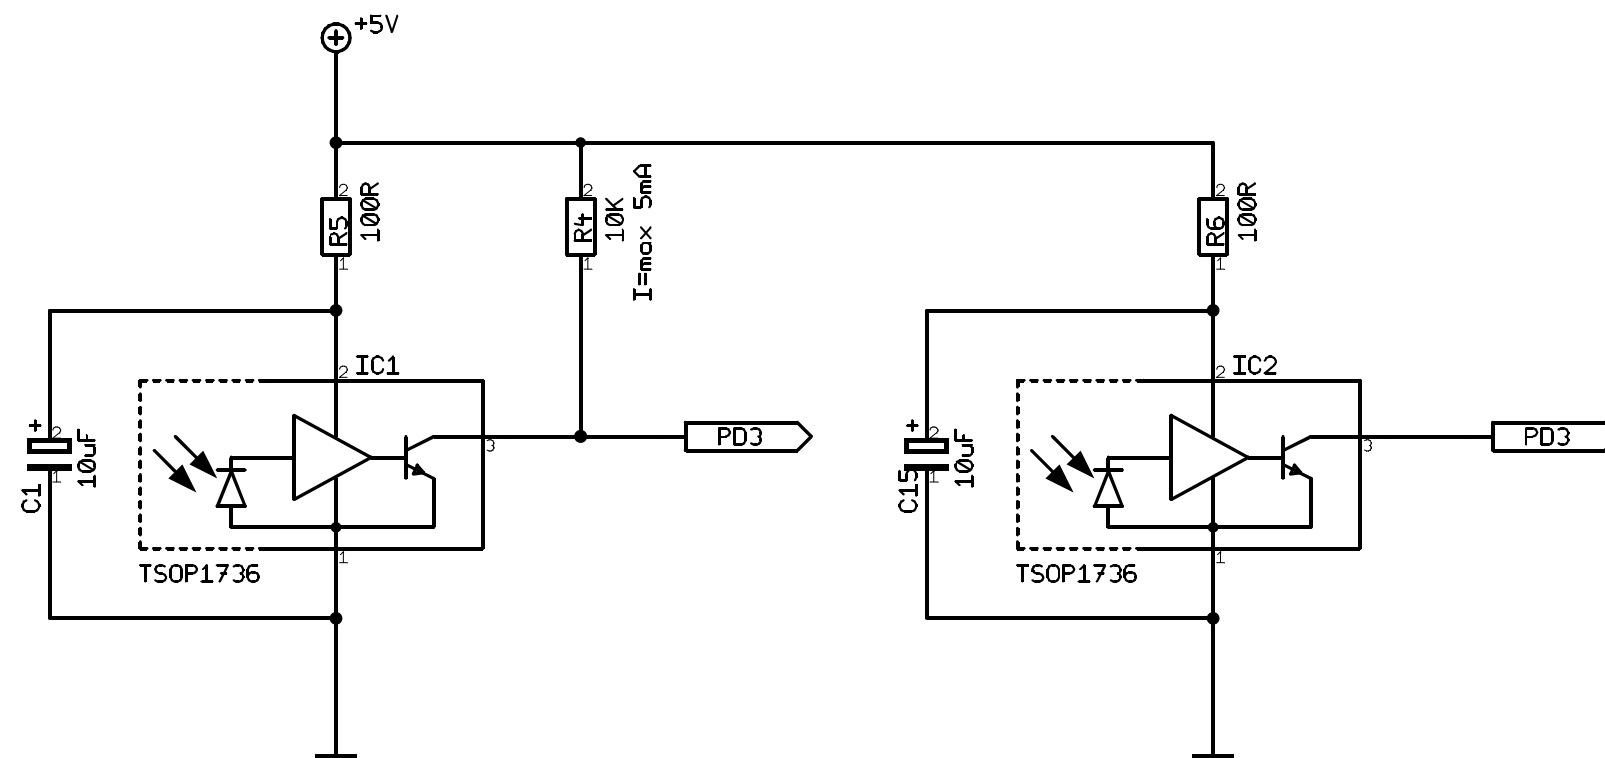 +5V
2
R5
100R
1
2
R4
10K
I=max 5mA
1
2
R6
100R
1
2
IC1
+
2
C1
10uF
1
3
PD3
1
TSOP1736
2
IC2
+
2
C15
10uF
1
3
PD3
1
TSOP1736